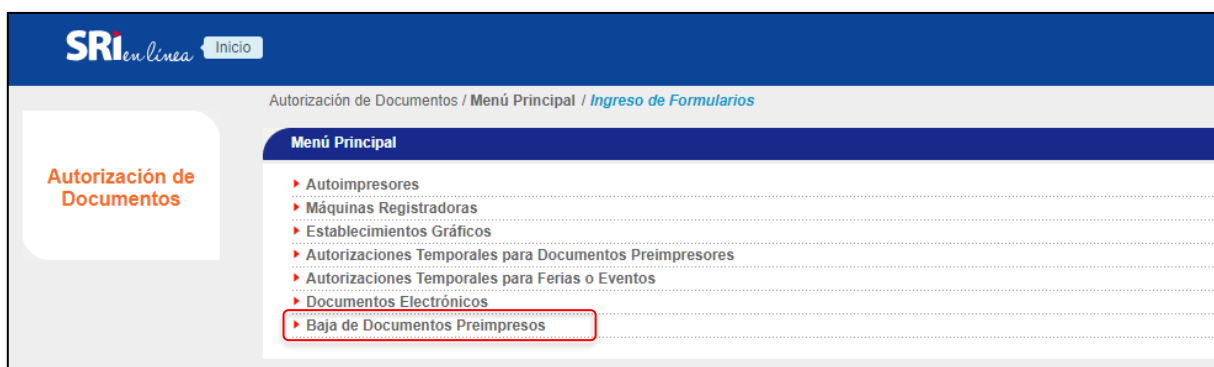 SRI en línea Inicio
Autorización de Documentos / Menú Principal / Ingreso de Formularios
Menú Principal
Autorización de
Documentos
Autoimpresores
Máquinas Registradoras
Establecimientos Gráficos
Autorizaciones Temporales para Documentos Preimpresores
Autorizaciones Temporales para Ferias o Eventos
Documentos Electrónicos
Baja de Documentos Preimpresos